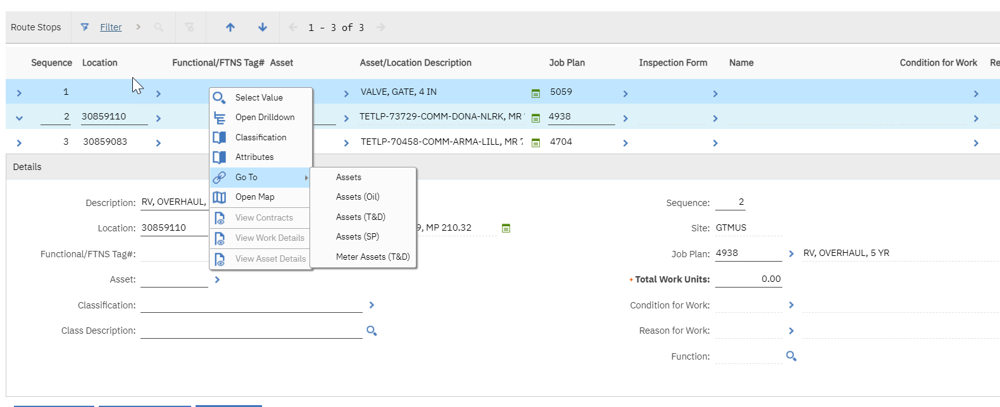 Route Stops Filter 1 - 3 of 3
Sequence Location Functional/FTNS Tag# Asset Asset/Location Description Job Plan Inspection Form Name Condition for Work Re
1 VALVE, GATE, 4 IN 5059
2 30859110 TETLP-73729-COMM-DONA-NLRK, MR 4938
3 30859083 TETLP-70458-COMM-ARMA-LILL, MR 7 4704
Select Value
Open Drilldown
Classification
Attributes
Go To
Open Map
View Contracts
View Work Details
View Asset Details
Assets
Assets (Oil)
Assets (T&D)
Assets (SP)
Meter Assets (T&D)
Details
Description: RV, OVERHAUL, Sequence: 2
Location: 30859110 9, MP 210.32 Site: GTMUS
Functional/FTNS Tag#: Job Plan: 4938 RV, OVERHAUL, 5 YR
Asset: Total Work Units: 0.00
Classification: Condition for Work:
Class Description: Reason for Work:
Function: